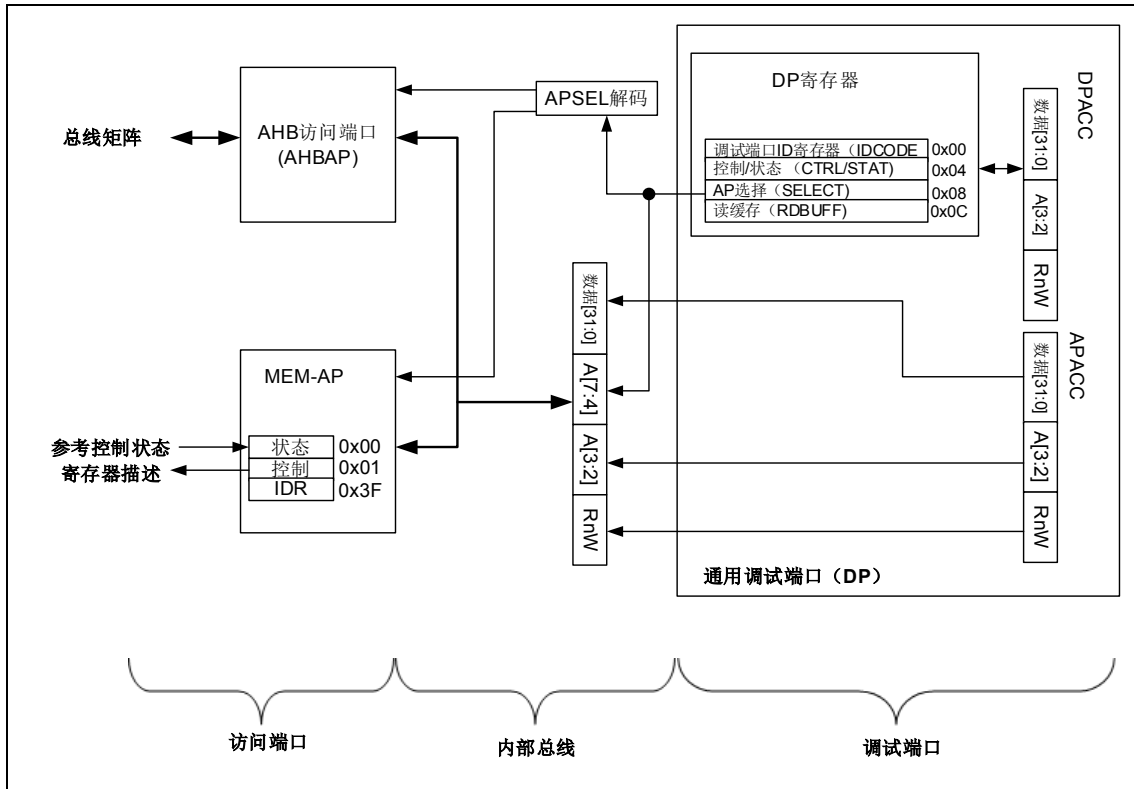 DP寄存器
DPACC
APSEL解码
AHB访问端口
(AHBAP)
总线矩阵
调试端口ID寄存器（IDCODE 0x00
控制/状态 （CTRL/STAT) 0x04
AP选择（SELECT） 0x08
读缓存（RDBUFF） 0x0C
数据[31:0]
A[3:2]
RnW
数据[31:0]
A[7:4]
A[3:2]
RnW
APACC
数据[31:0]
A[3:2]
RnW
MEM-AP
参考控制状态
寄存器描述
状态 0x00
控制 0x01
IDR 0x3F
通用调试端口（DP）
访问端口
内部总线
调试端口